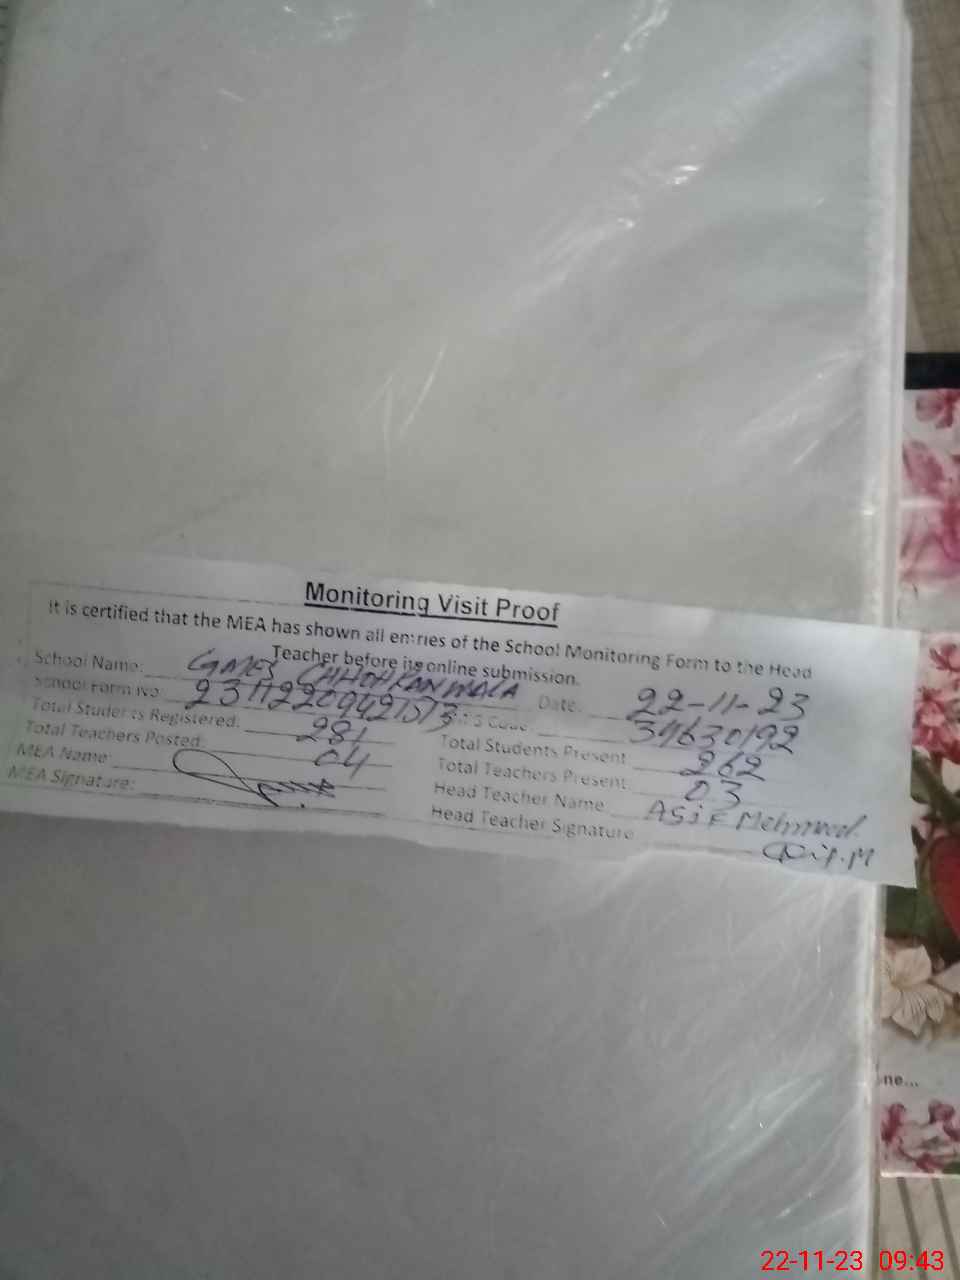 Monitoring Visit Proof
It is certified that the MEA has shown all entries of the School Monitoring Form to the Head
Teacher before its online submission.
School Name: GMES CHHOHKANWALA Date: 22-11-23
School Form No 23112209421573 Code: 39630192
Total Students Registered: 281 Total Students Present: 262
Total Teachers Posted: 04 Total Teachers Present: 03
MEA Name Head Teacher Name Asif Mehmood
MEA Signature: Head Teacher Signature
ne...
22-11-23 09:43